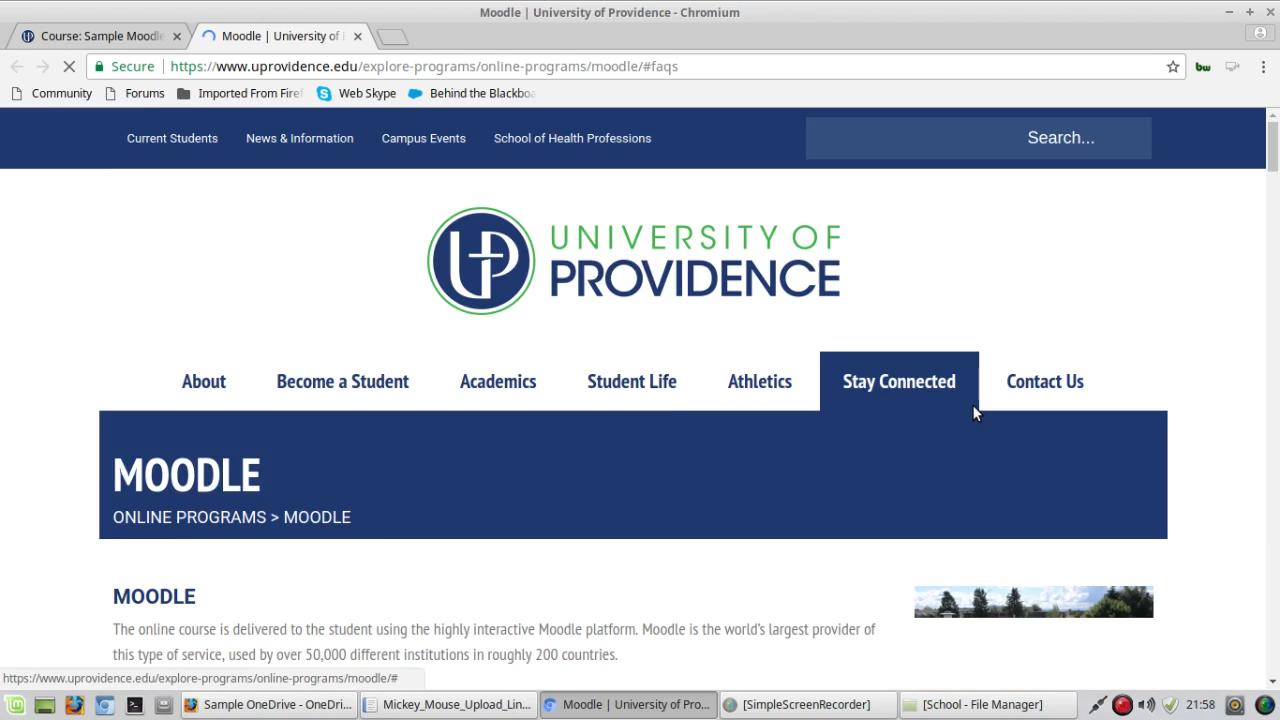 Moodle | University of Providence - Chromium
Course: Sample Moodle
Moodle | University of
Secure
https://www.uprovidence.edu/explore-programs/online-programs/moodle/#faqs
bw
Community
Forums
Imported From Firef
Web Skype
Behind the Blackboa
Current Students
News & Information
Campus Events
School of Health Professions
Search...
UP
UNIVERSITY OF
PROVIDENCE
About
Become a Student
Academics
Student Life
Athletics
Stay Connected
Contact Us
MOODLE
ONLINE PROGRAMS > MOODLE
MOODLE
The online course is delivered to the student using the highly interactive Moodle platform. Moodle is the world's largest provider of
this type of service, used by over 50,000 different institutions in roughly 200 countries.
https://www.uprovidence.edu/explore-programs/online-programs/moodle/#
Sample OneDrive - OneDri...
Mickey_Mouse_Upload_Lin...
Moodle | University of Pro...
[SimpleScreenRecorder]
[School - File Manager]
21:58